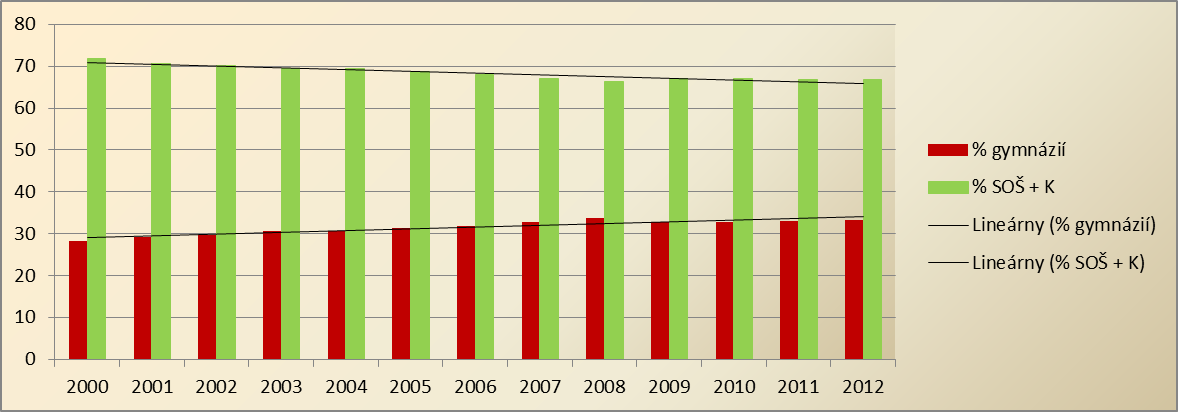 80
70
60
50
40
30
20
10
0
2000 2001 2002 2003 2004 2005 2006 2007 2008 2009 2010 2011 2012
% gymnázií
% SOŠ + K
Lineárny (% gymnázií)
Lineárny (% SOŠ + K)